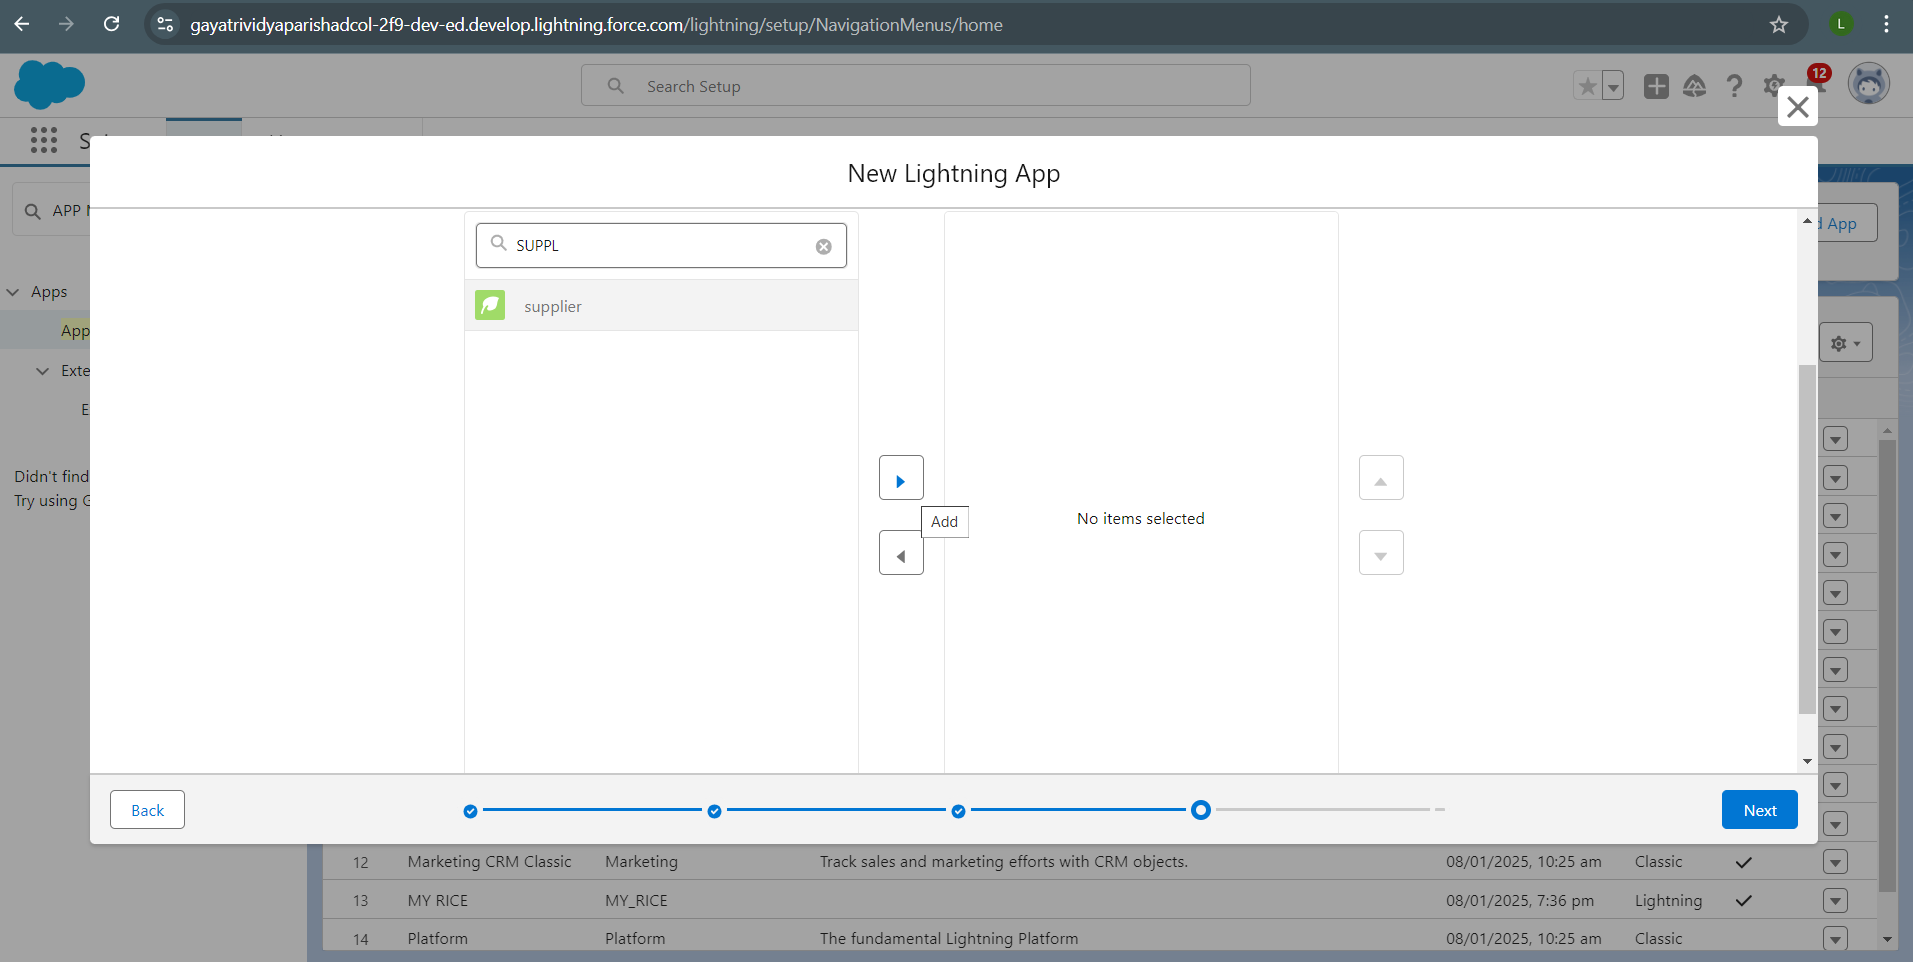 gayatrividyaparishadcol-2f9-dev-ed.develop.lightning.force.com/lightning/setup/NavigationMenus/home
L
Search Setup
12
New Lightning App
APP
d App
SUPPL
supplier
Apps
App
Exte
E
Didn't find
Try using G
Add
No items selected
Back
Next
12 Marketing CRM Classic Marketing Track sales and marketing efforts with CRM objects. 08/01/2025, 10:25 am Classic
13 MY RICE MY_RICE 08/01/2025, 7:36 pm Lightning
14 Platform Platform The fundamental Lightning Platform 08/01/2025, 10:25 am Classic